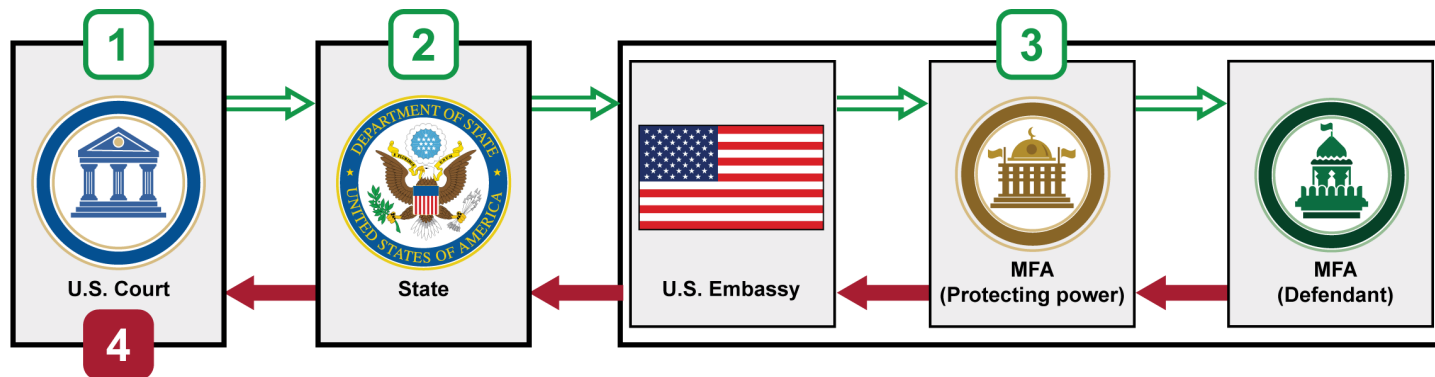 1
2
3
DEPARTMENT OF STATE
UNITED STATES OF AMERICA
U.S. Court
State
U.S. Embassy
MFA
(Protecting power)
MFA
(Defendant)
4